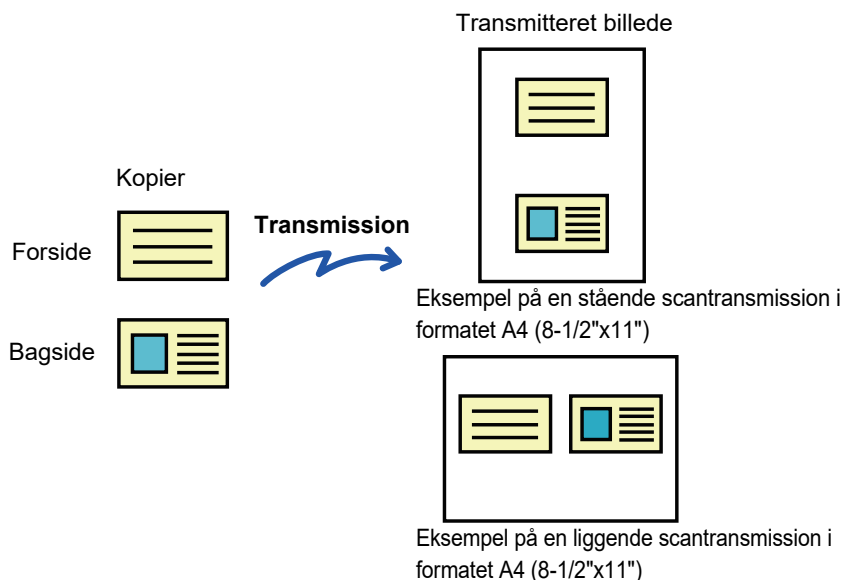 Transmitteret billede
Kopier
Transmission
Forside
Bagside
Eksempel på en stående scantransmission i
formatet A4 (8-1/2"x11")
Eksempel på en liggende scantransmission i
formatet A4 (8-1/2"x11")